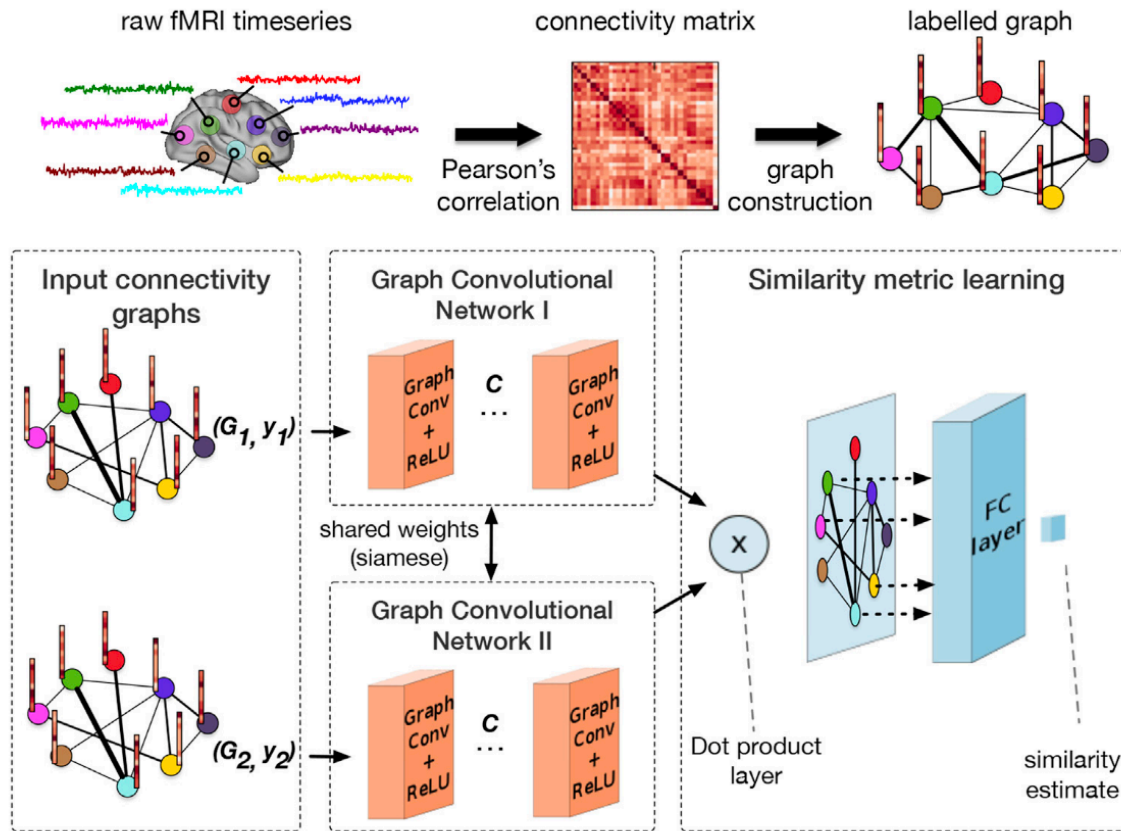 raw fMRI timeseries
connectivity matrix
labelled graph
Pearson's
correlation
graph
construction
Input connectivity
graphs
(G1, y1)
(G2, y2)
Graph Convolutional
Network I
Graph
Conv
+
ReLU
C
...
Graph
Conv
+
ReLU
shared weights
(siamese)
Graph Convolutional
Network II
Graph
Conv
+
ReLU
C
...
Graph
Conv
+
ReLU
Similarity metric learning
X
FC
layer
Dot product
layer
similarity
estimate